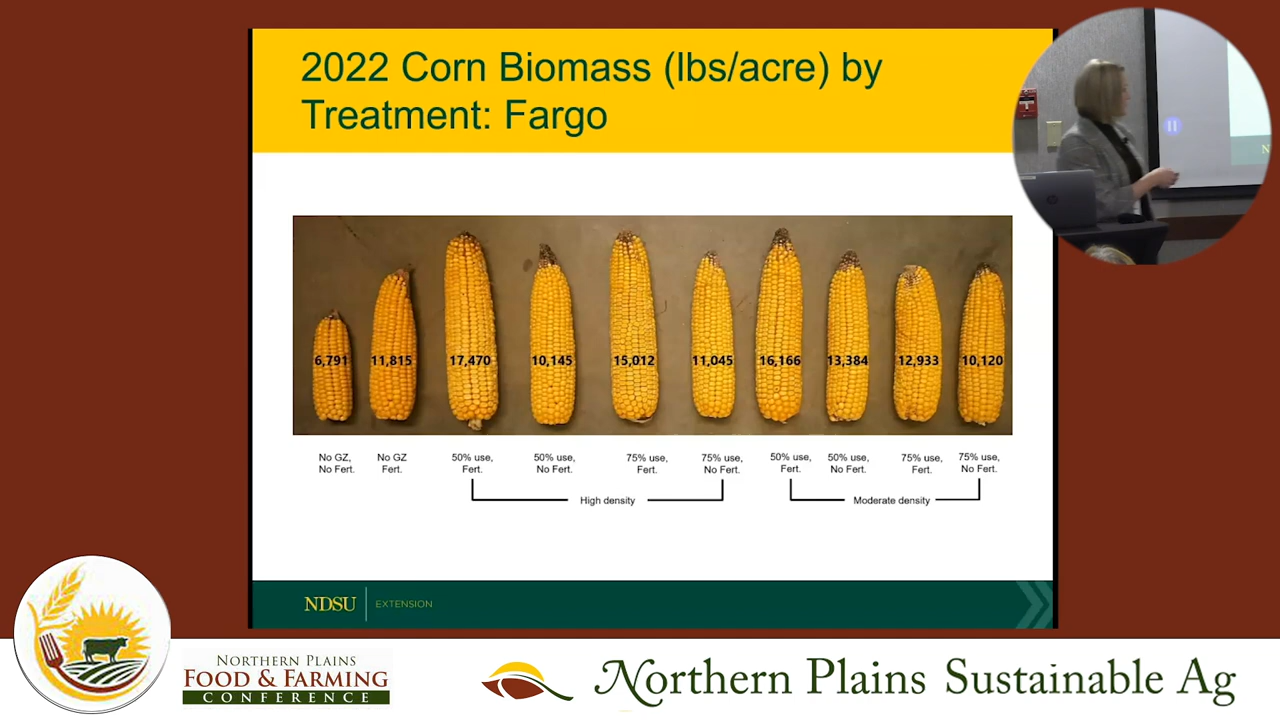 2022 Corn Biomass (lbs/acre) by
Treatment: Fargo
6,791 11,815 17,470 10,145 15,012 11,045 16,166 13,384 12,933 10,120
No GZ, No GZ 50% use, 50% use, 75% use, 75% use, 50% use, 50% use, 75% use, 75% use,
No Fert. Fert. Fert. No Fert. Fert. No Fert. Fert. No Fert. Fert. No Fert.
High density Moderate density
NDSU EXTENSION
NORTHERN PLAINS
FOOD & FARMING
CONFERENCE
Northern Plains Sustainable Ag